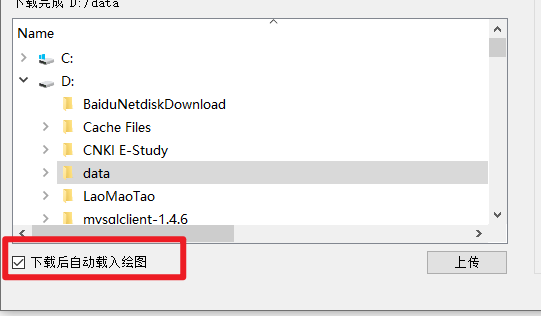 下载完成 D:/data
Name
C:
D:
BaiduNetdiskDownload
Cache Files
CNKI E-Study
data
LaoMaoTao
mysqlclient-1.4.6
下载后自动载入绘图
上传